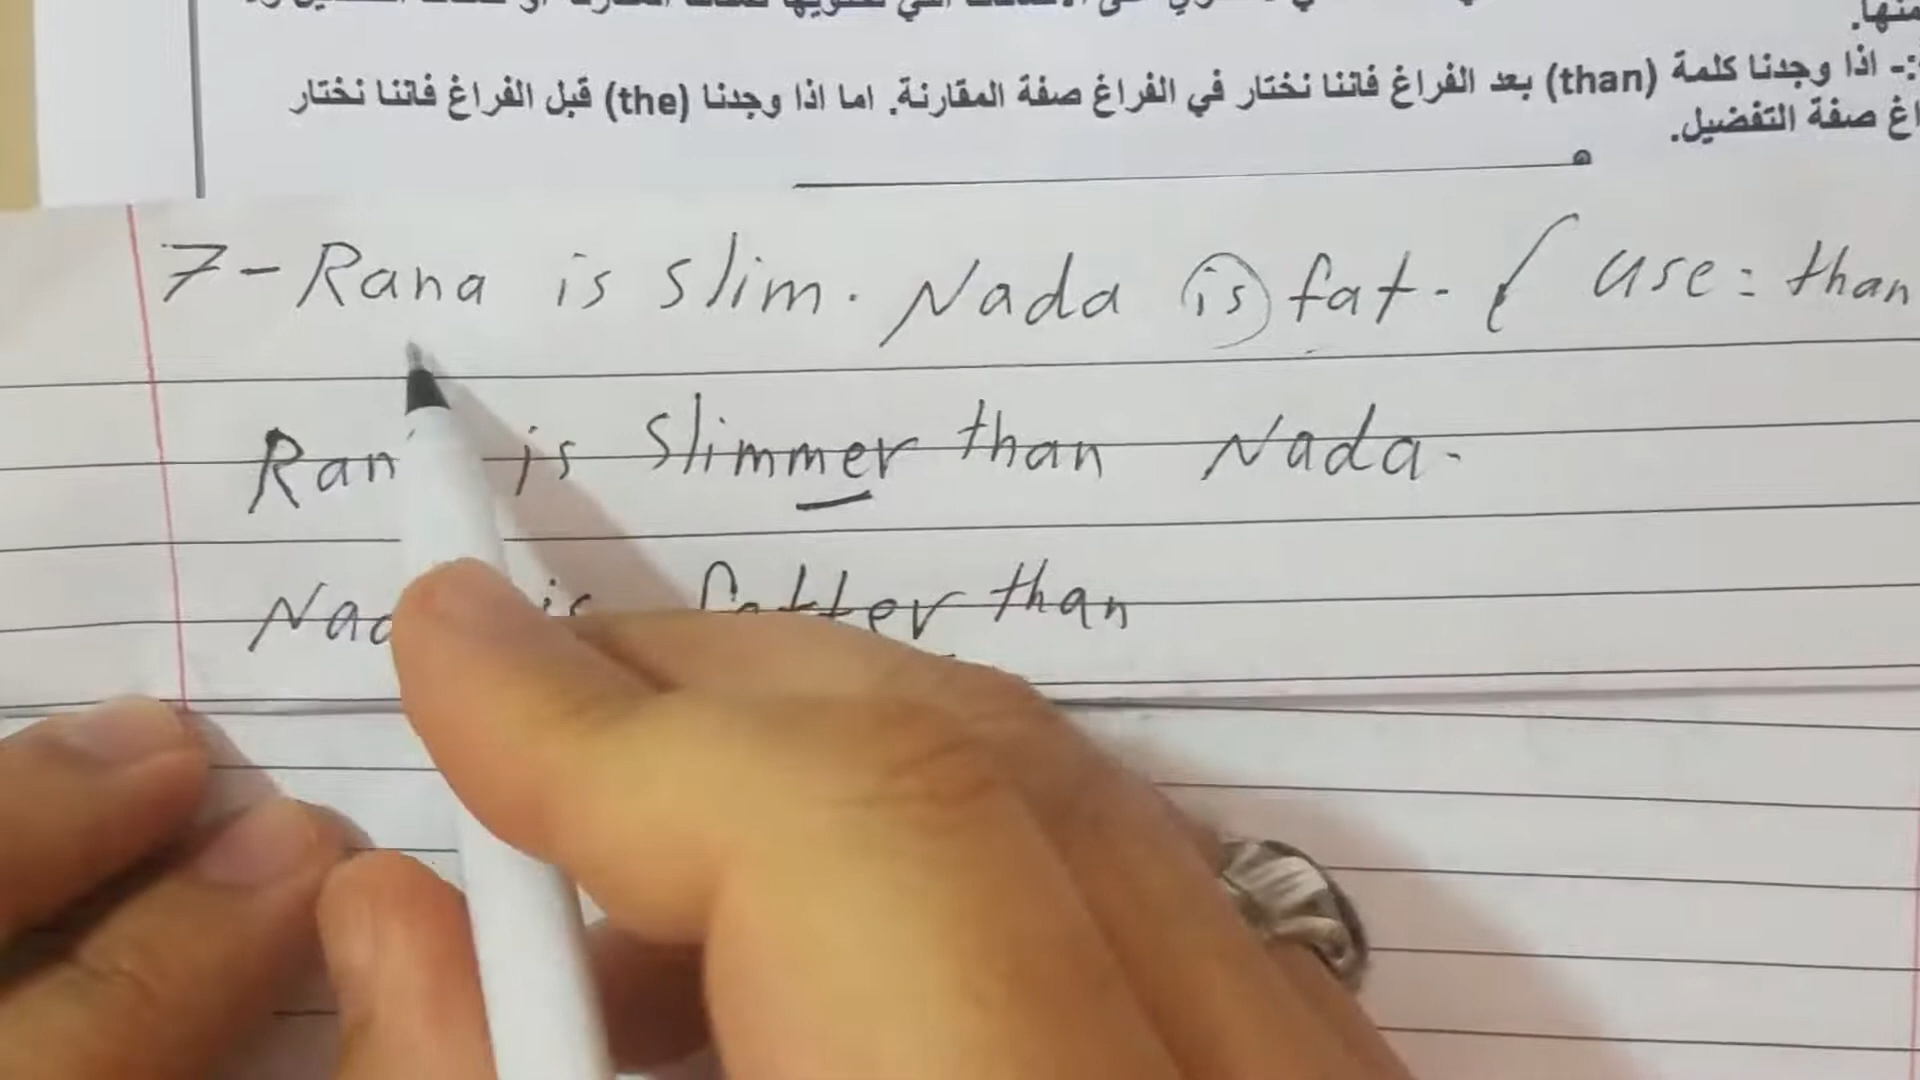 منها.
:- اذا وجدنا كلمة (than) بعد الفراغ فاننا نختار في الفراغ صفة المقارنة. اما اذا وجدنا (the) قبل الفراغ فاننا نختار
صفة التفضيل.
7- Rana is slim. Nada is fat. ( use: than
Ran is slimmer than Nada.
Nad is fatter than